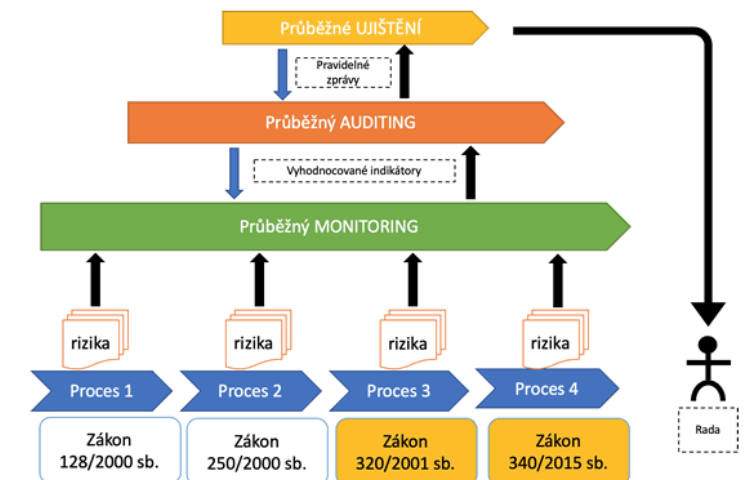 Průběžné UJIŠTĚNÍ
Pravidelné
zprávy
Průběžný AUDITING
Vyhodnocované indikátory
Průběžný MONITORING
rizika
rizika
rizika
rizika
Proces 1
Proces 2
Proces 3
Proces 4
Rada
Zákon
128/2000 sb.
Zákon
250/2000 sb.
Zákon
320/2001 sb.
Zákon
340/2015 sb.